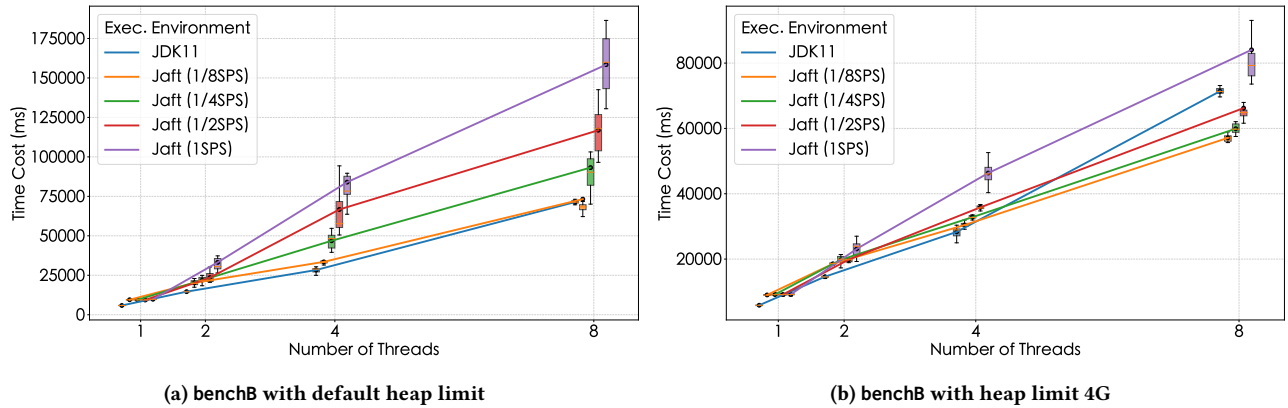 Exec. Environment
JDK11
Jaft (1/8SPS)
Jaft (1/4SPS)
Jaft (1/2SPS)
Jaft (1SPS)
Time Cost (ms)
175000
150000
125000
100000
75000
50000
25000
0
1
2
4
8
Number of Threads
(a) benchB with default heap limit
Exec. Environment
JDK11
Jaft (1/8SPS)
Jaft (1/4SPS)
Jaft (1/2SPS)
Jaft (1SPS)
Time Cost (ms)
80000
60000
40000
20000
1
2
4
8
Number of Threads
(b) benchB with heap limit 4G